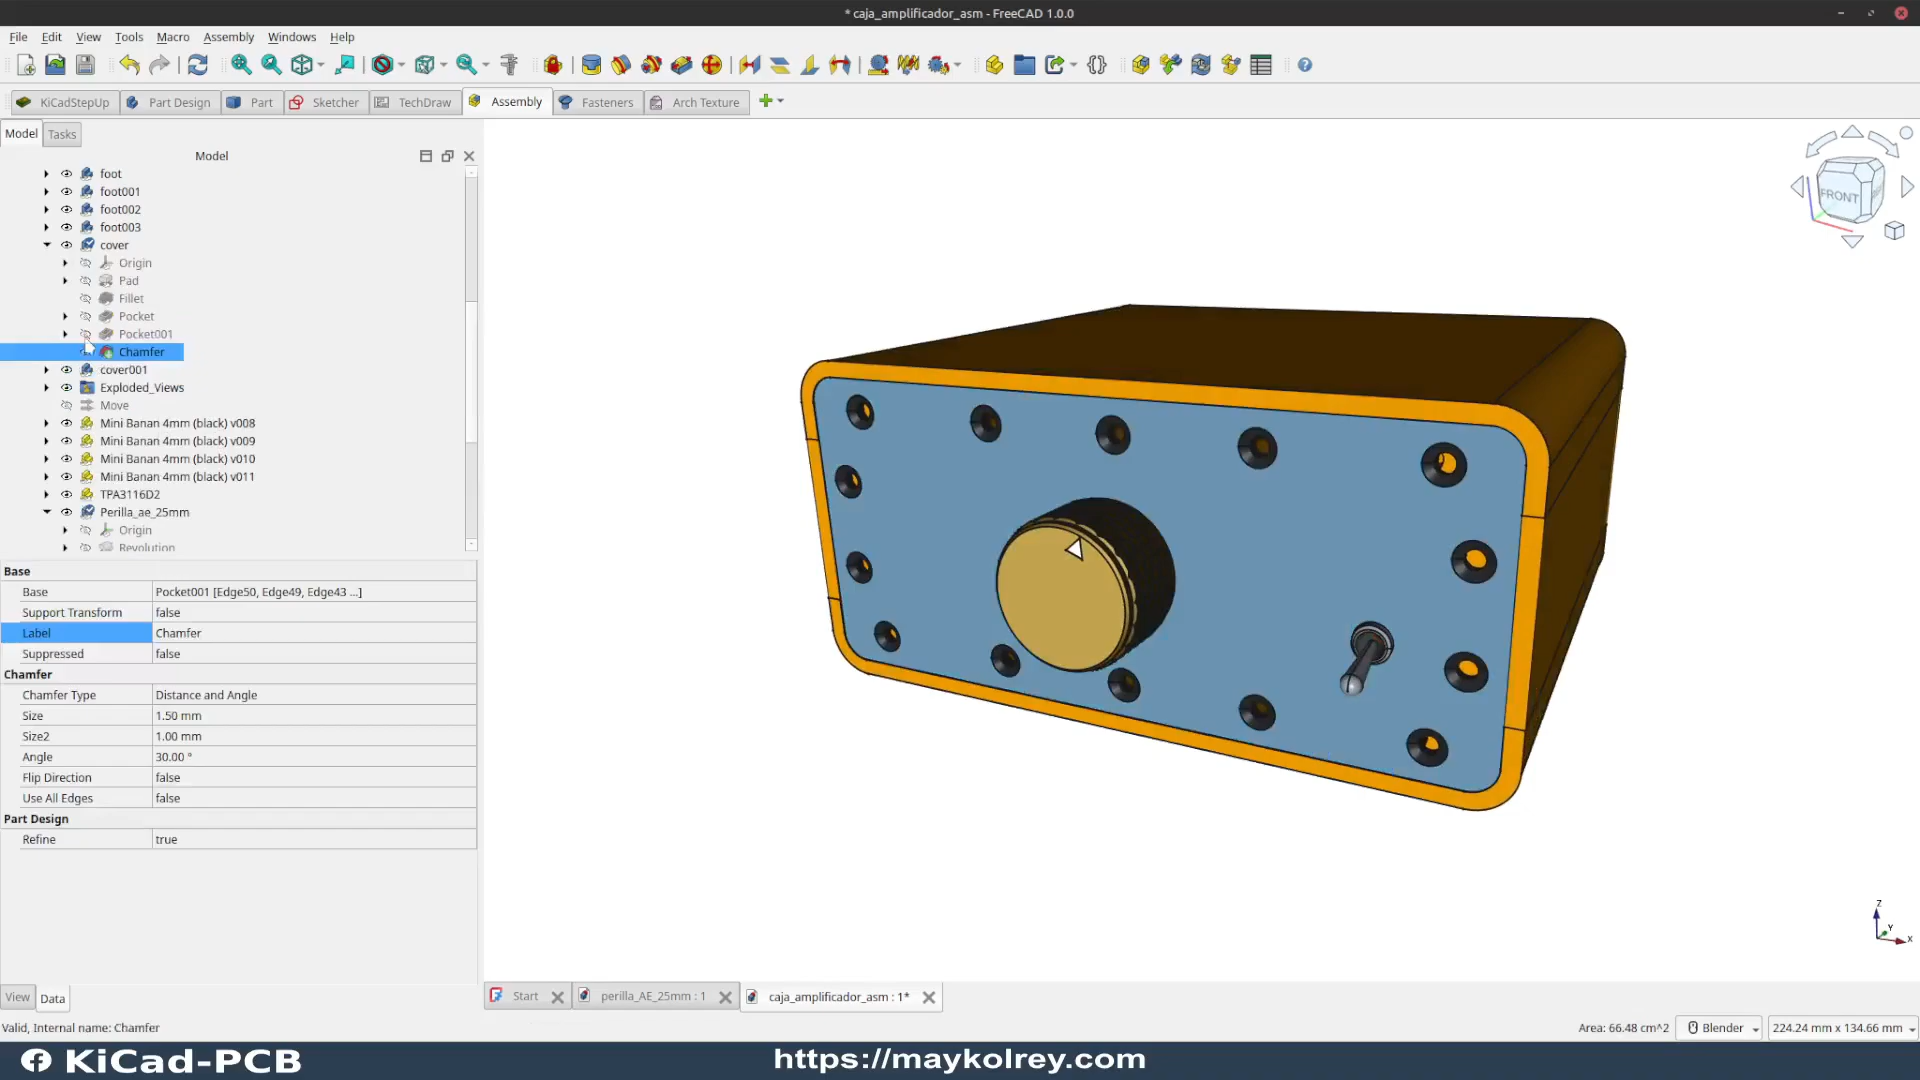 * caja_amplificador_asm - FreeCAD 1.0.0
File Edit View Tools Macro Assembly Windows Help
KiCadStepUp Part Design Part Sketcher TechDraw Assembly Fasteners Arch Texture
Model Tasks
Model
foot
foot001
foot002
foot003
cover
Origin
Pad
Fillet
Pocket
Pocket001
Chamfer
cover001
Exploded_Views
Move
Mini Banan 4mm (black) v008
Mini Banan 4mm (black) v009
Mini Banan 4mm (black) v010
Mini Banan 4mm (black) v011
TPA3116D2
Perilla_ae_25mm
Origin
Revolution
Base
Base Pocket001 [Edge50, Edge49, Edge43 ...]
Support Transform false
Label Chamfer
Suppressed false
Chamfer
Chamfer Type Distance and Angle
Size 1.50 mm
Size2 1.00 mm
Angle 30.00 °
Flip Direction false
Use All Edges false
Part Design
Refine true
FRONT
Z
Y
X
View Data
Start perilla_AE_25mm : 1 caja_amplificador_asm : 1*
Valid, Internal name: Chamfer
Area: 66.48 cm^2 Blender 224.24 mm x 134.66 mm
KiCad-PCB https://maykolrey.com